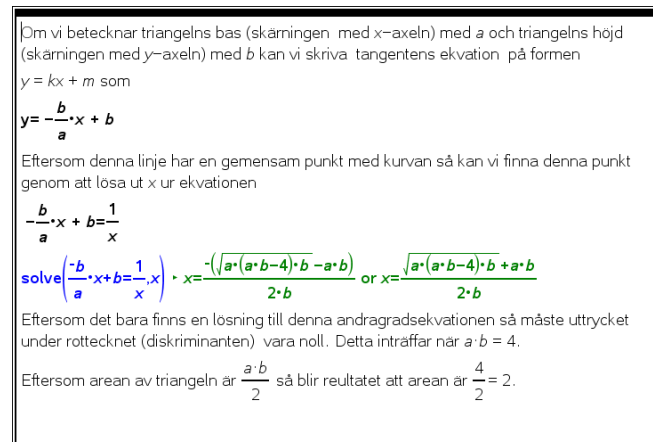 Om vi betecknar triangelns bas (skärningen med x–axeln) med a och triangelns höjd
(skärningen med y–axeln) med b kan vi skriva tangentens ekvation på formen
y = kx + m som
y= -b/a·x + b
Eftersom denna linje har en gemensam punkt med kurvan så kan vi finna denna punkt
genom att lösa ut x ur ekvationen
-b/a·x + b=1/x
solve(-b/a·x+b=1/x,x) ▸ x=-(√(a·(a·b-4)·b)-a·b)/(2·b) or x=(√(a·(a·b-4)·b)+a·b)/(2·b)
Eftersom det bara finns en lösning till denna andragradsekvationen så måste uttrycket
under rottecknet (diskriminanten) vara noll. Detta inträffar när a·b = 4.
Eftersom arean av triangeln är a·b/2 så blir reultatet att arean är 4/2 = 2.